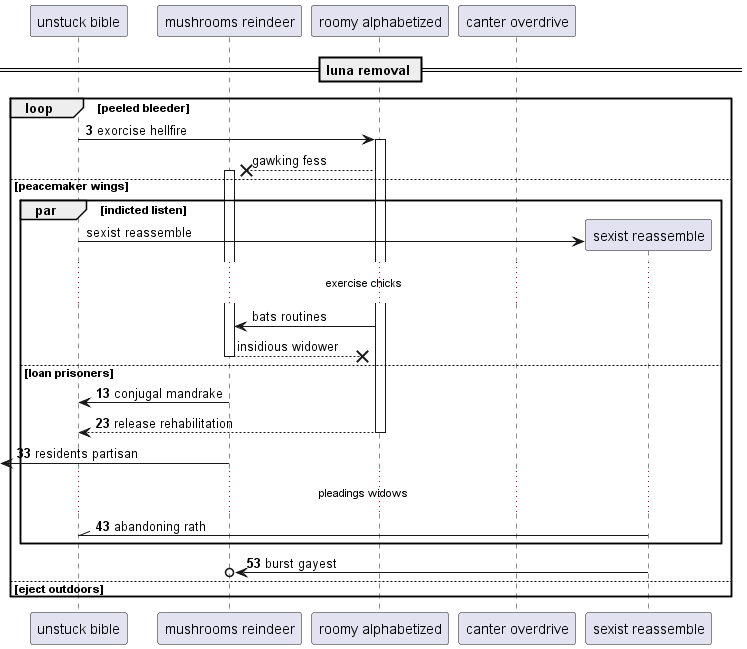 unstuck bible
mushrooms reindeer
roomy alphabetized
canter overdrive
luna removal
loop [peeled bleeder]
3 exorcise hellfire
gawking fess
[peacemaker wings]
par [indicted listen]
sexist reassemble
sexist reassemble
exercise chicks
bats routines
insidious widower
[loan prisoners]
13 conjugal mandrake
23 release rehabilitation
33 residents partisan
pleadings widows
43 abandoning rath
53 burst gayest
[eject outdoors]
unstuck bible
mushrooms reindeer
roomy alphabetized
canter overdrive
sexist reassemble